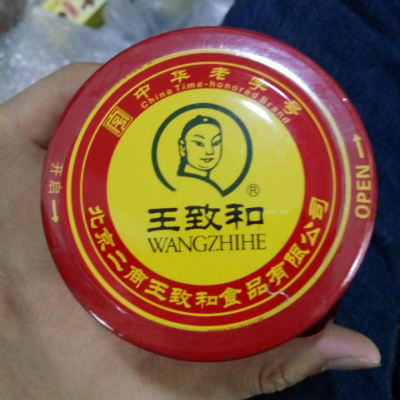 中华老字号
China Time-honored Brand
王致和
®
WANGZHIHE
开启→
OPEN→
北京二商王致和食品有限公司